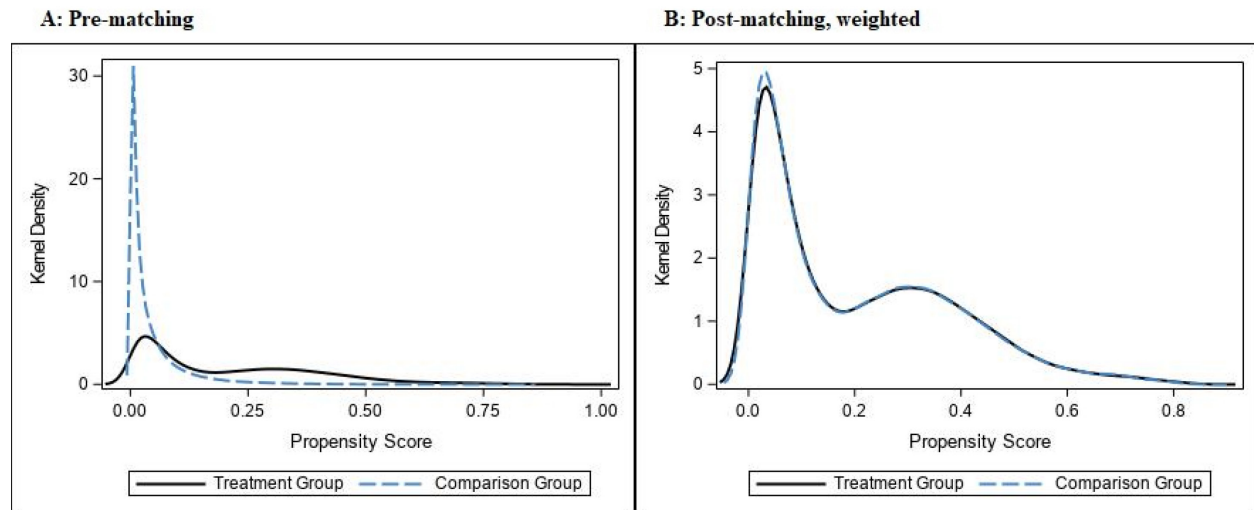 A: Pre-matching
30
20
10
0
Kernel Density
0.00 0.25 0.50 0.75 1.00
Propensity Score
Treatment Group Comparison Group
B: Post-matching, weighted
5
4
3
2
1
0
Kernel Density
0.0 0.2 0.4 0.6 0.8
Propensity Score
Treatment Group Comparison Group